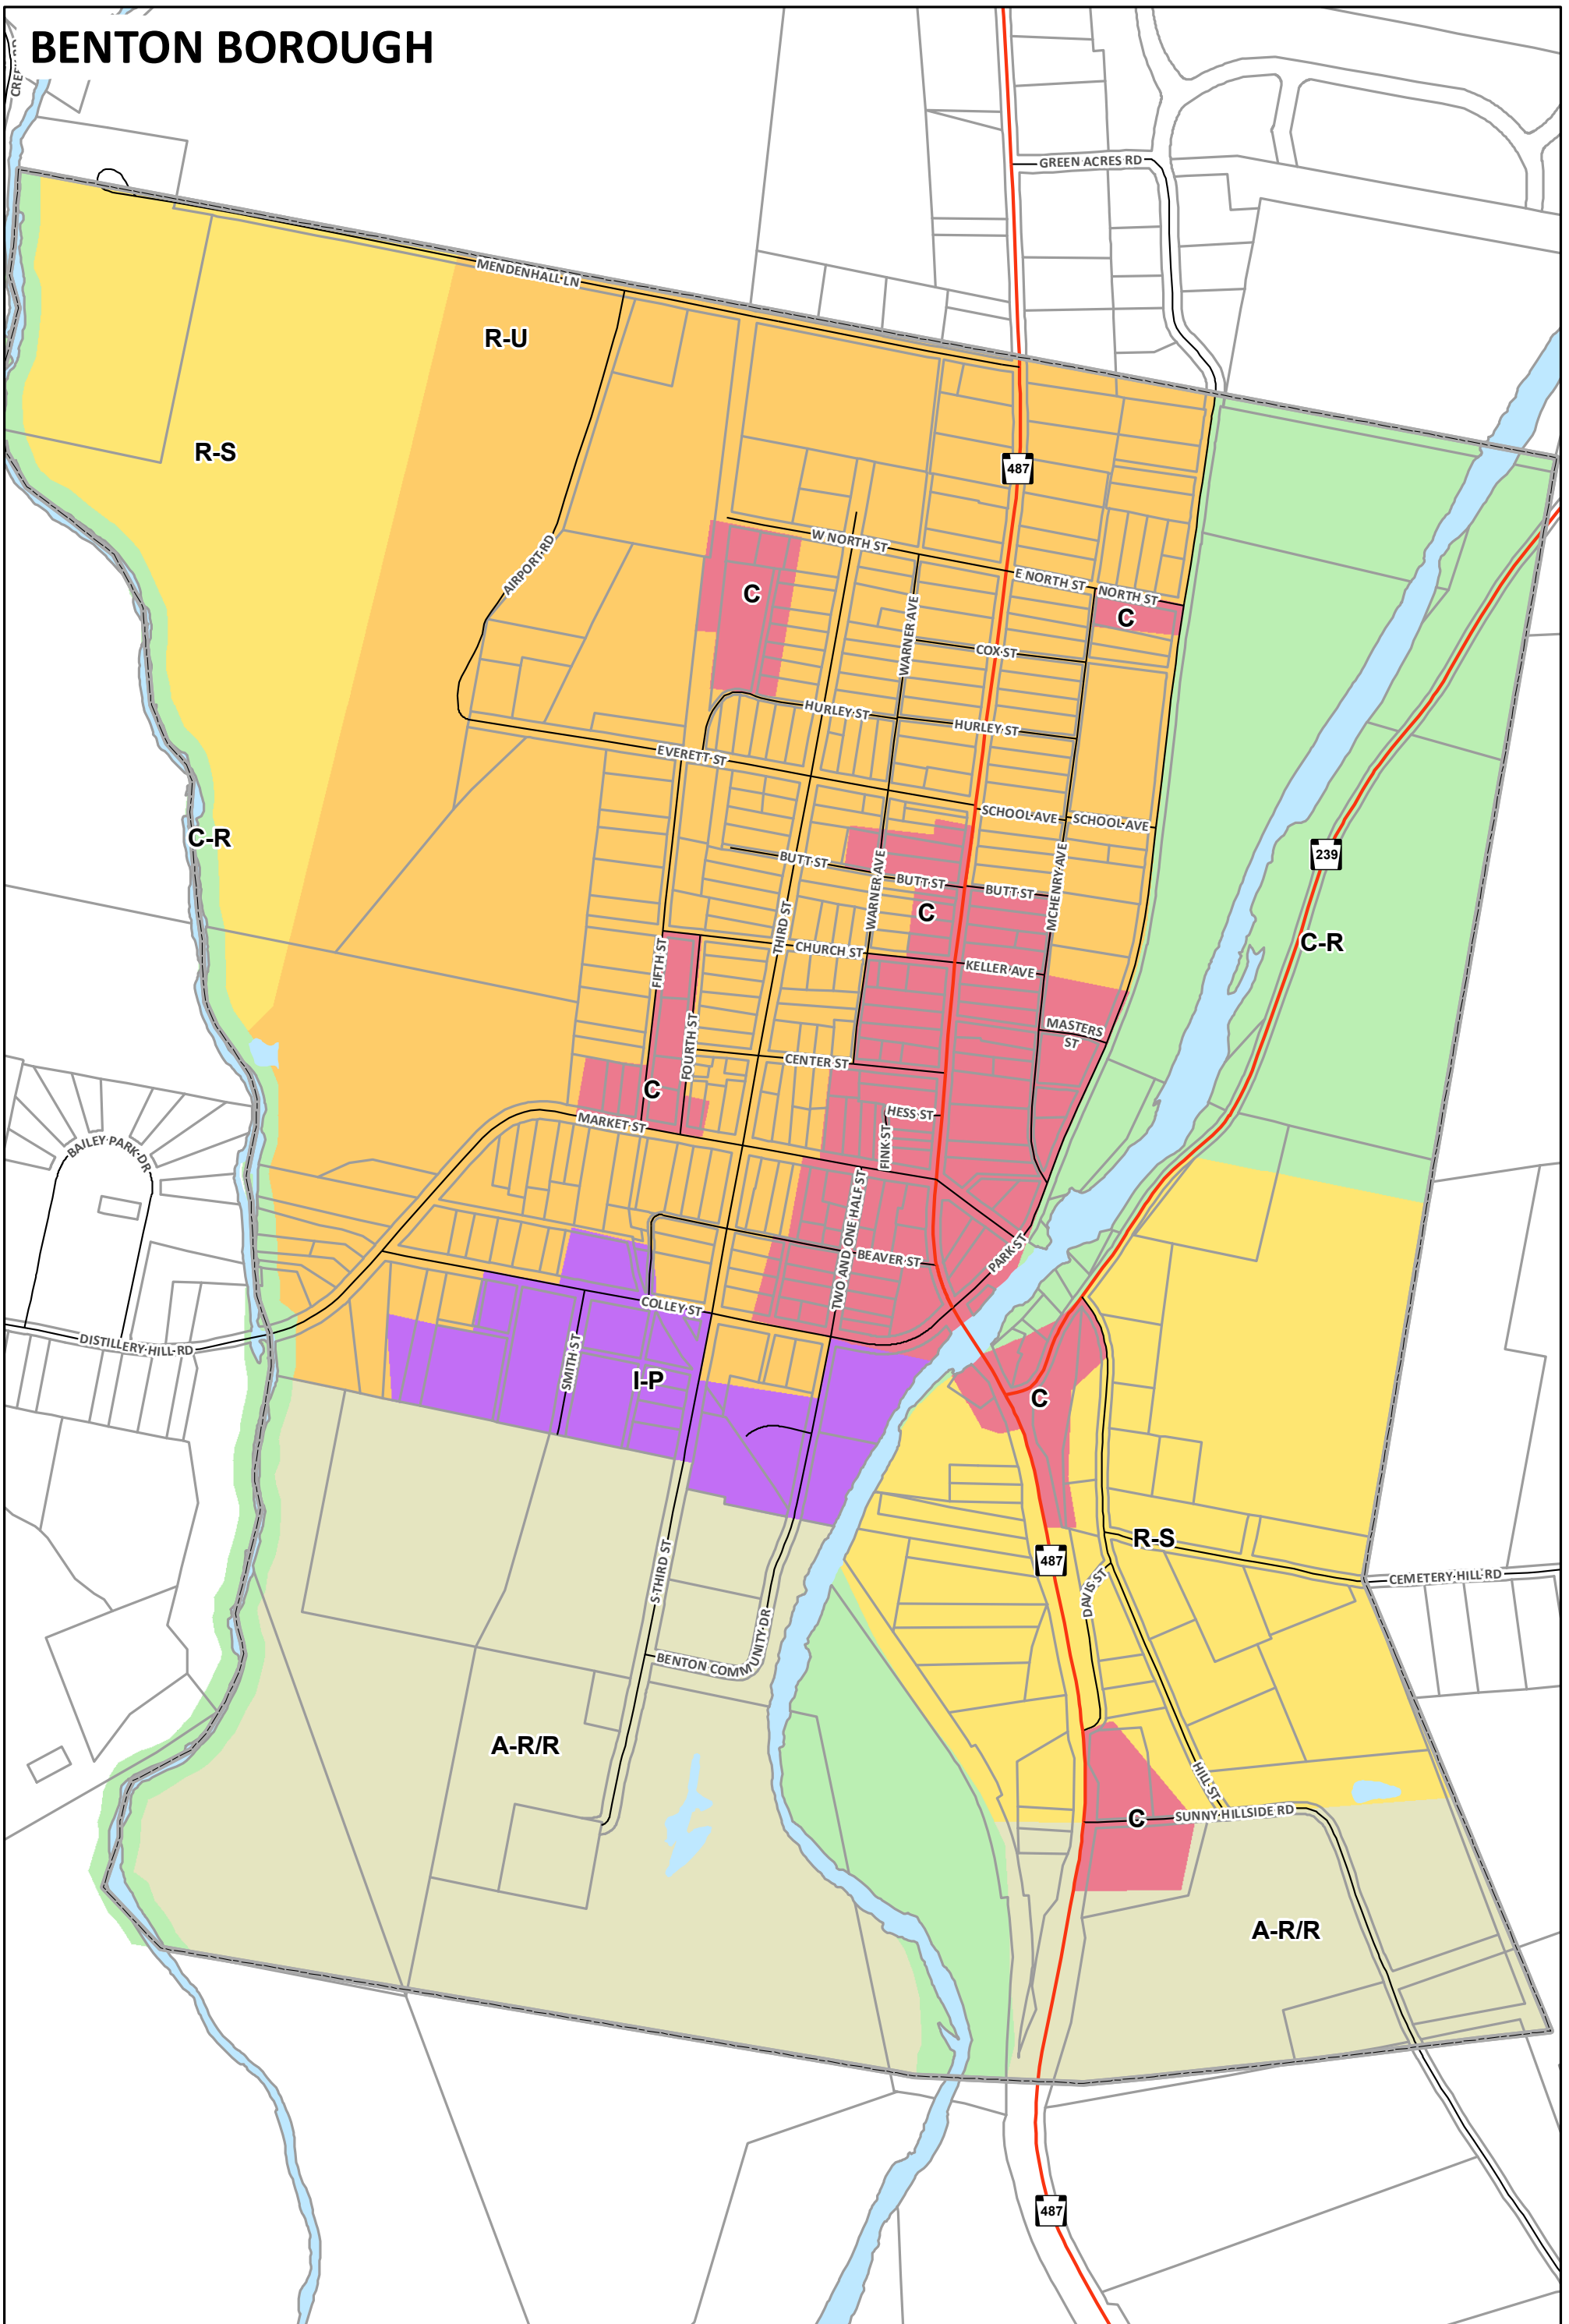 BENTON BOROUGH
GREEN ACRES RD
MENDENHALL LN
R-U
R-S
487
AIRPORT RD
W NORTH ST
E NORTH ST
NORTH ST
C
C
WARNER AVE
COX ST
HURLEY ST
HURLEY ST
EVERETT ST
SCHOOL AVE
SCHOOL AVE
C-R
BUTT ST
BUTT ST
BUTT ST
WARNER AVE
MCHENRY AVE
239
C
THIRD ST
C-R
CHURCH ST
KELLER AVE
FIFTH ST
FOURTH ST
MASTERS
ST
CENTER ST
C
HESS ST
MARKET ST
FINK ST
BAILEY PARK DR
TWO AND ONE HALF ST
BEAVER ST
PARK ST
COLLEY ST
DISTILLERY HILL RD
SMITH ST
I-P
C
R-S
487
CEMETERY HILL RD
DAVIS ST
S THIRD ST
BENTON COMMUNITY DR
A-R/R
HILL ST
C
SUNNY HILLSIDE RD
A-R/R
487